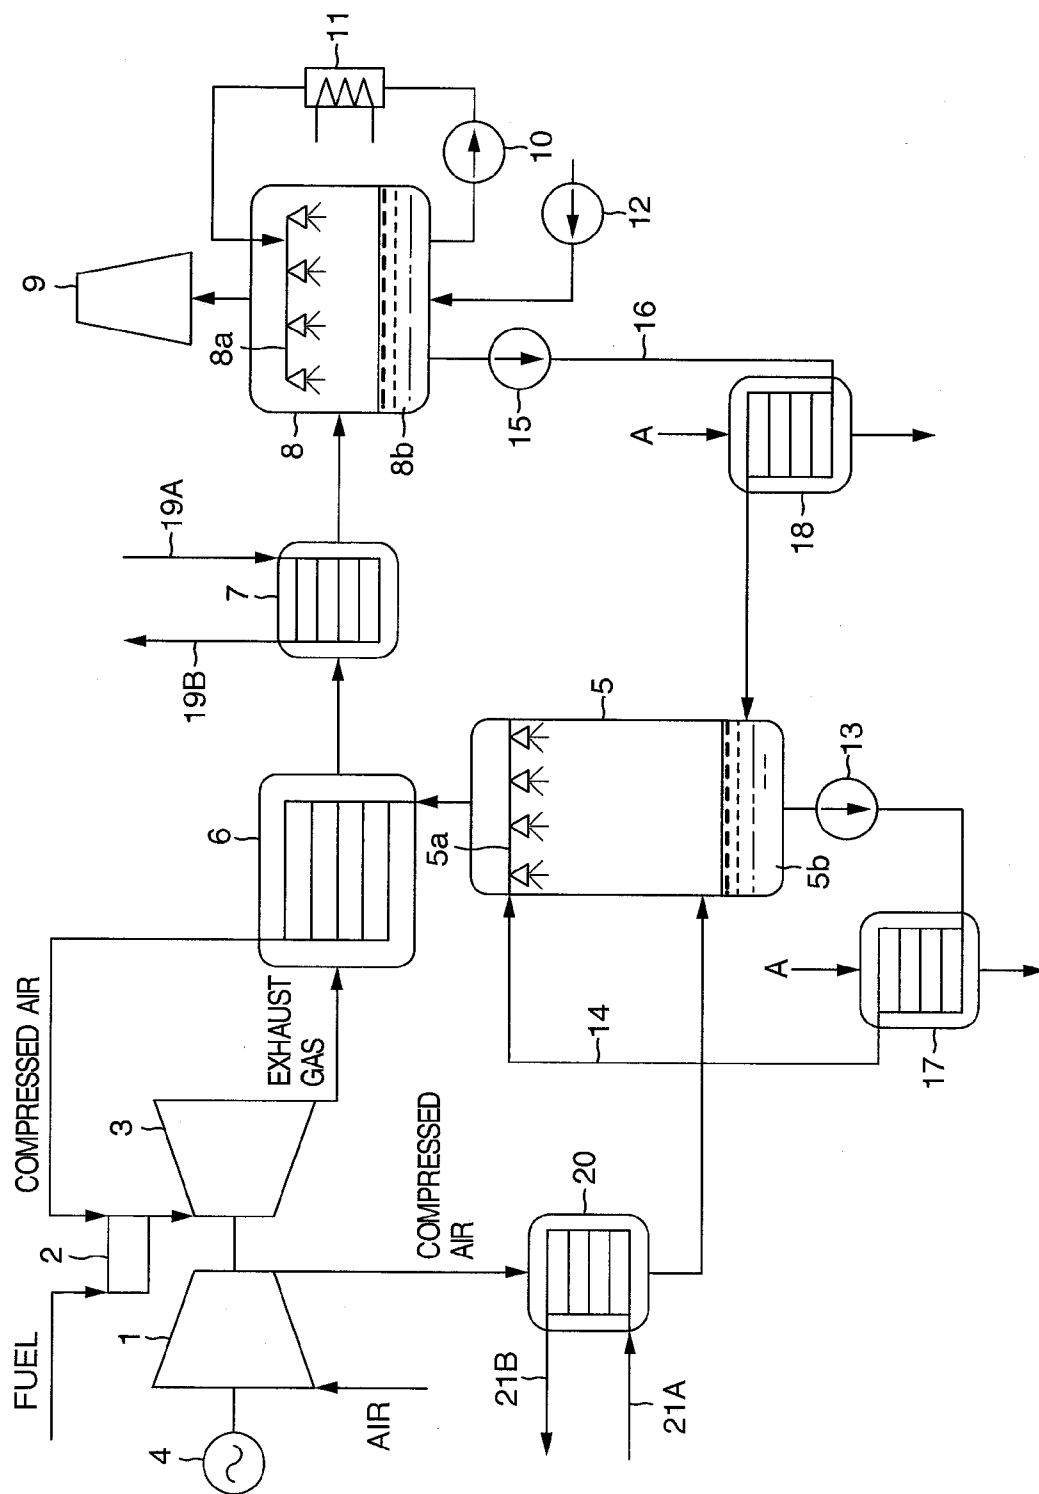 FUEL
COMPRESSED AIR
2
3
1
4
AIR
EXHAUST
GAS
COMPRESSED
AIR
20
21B
21A
6
19B
7
19A
5a
5
5b
13
14
A
17
9
8a
8
8b
11
10
12
15
16
A
18